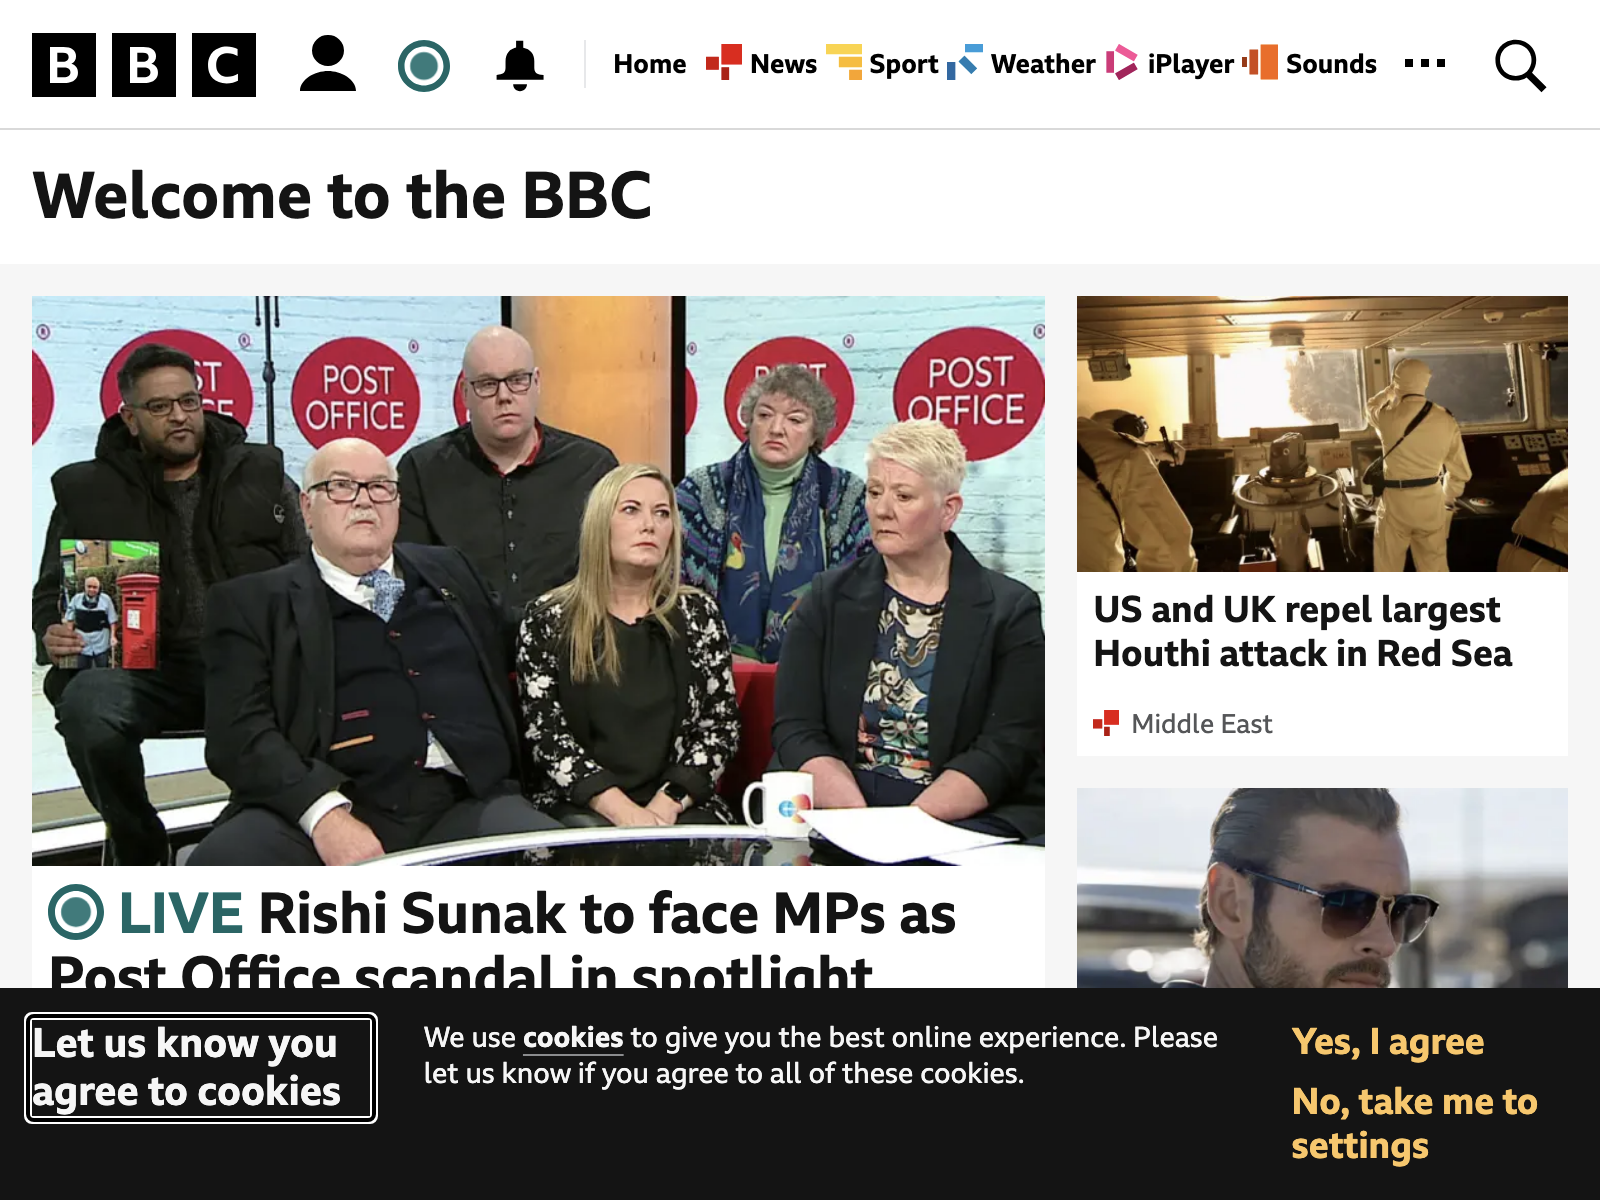 BBC
Home News Sport Weather iPlayer Sounds
Welcome to the BBC
POST OFFICE
POST OFFICE
POST OFFICE
US and UK repel largest
Houthi attack in Red Sea
Middle East
LIVE Rishi Sunak to face MPs as
Post Office scandal in spotlight
Let us know you
agree to cookies
We use cookies to give you the best online experience. Please
let us know if you agree to all of these cookies.
Yes, I agree
No, take me to
settings